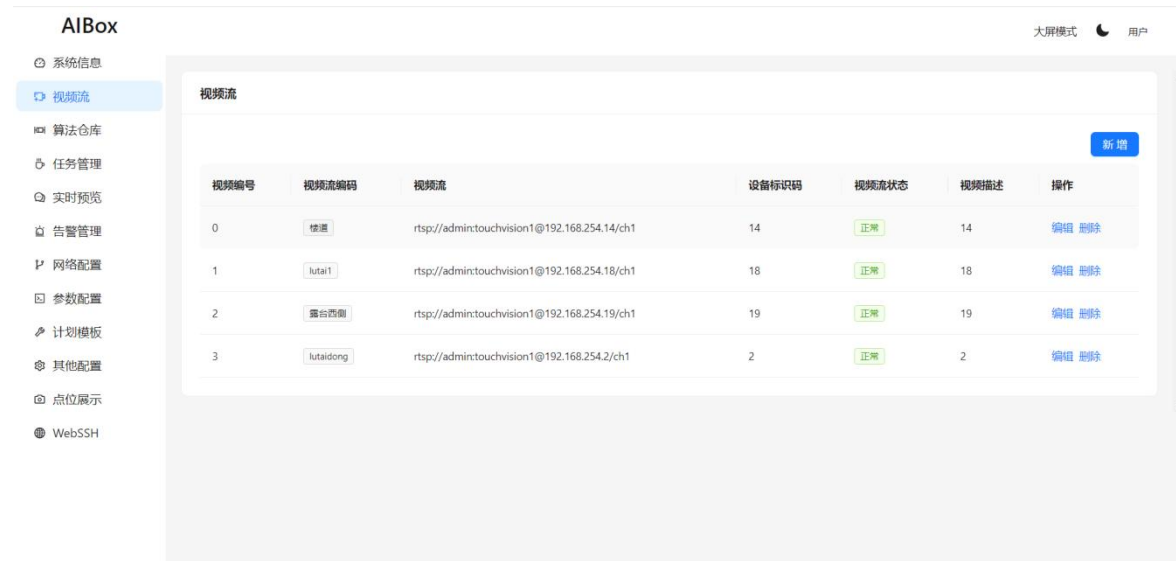 AIBox
大屏模式 用户
系统信息
视频流
算法仓库
任务管理
实时预览
告警管理
网络配置
参数配置
计划模板
其他配置
点位展示
WebSSH
视频流
新增
视频编号 视频流编码 视频流 设备标识码 视频流状态 视频描述 操作
0 楼道 rtsp://admin:touchvision1@192.168.254.14/ch1 14 正常 14 编辑 删除
1 lutai1 rtsp://admin:touchvision1@192.168.254.18/ch1 18 正常 18 编辑 删除
2 露台西侧 rtsp://admin:touchvision1@192.168.254.19/ch1 19 正常 19 编辑 删除
3 lutaidong rtsp://admin:touchvision1@192.168.254.2/ch1 2 正常 2 编辑 删除